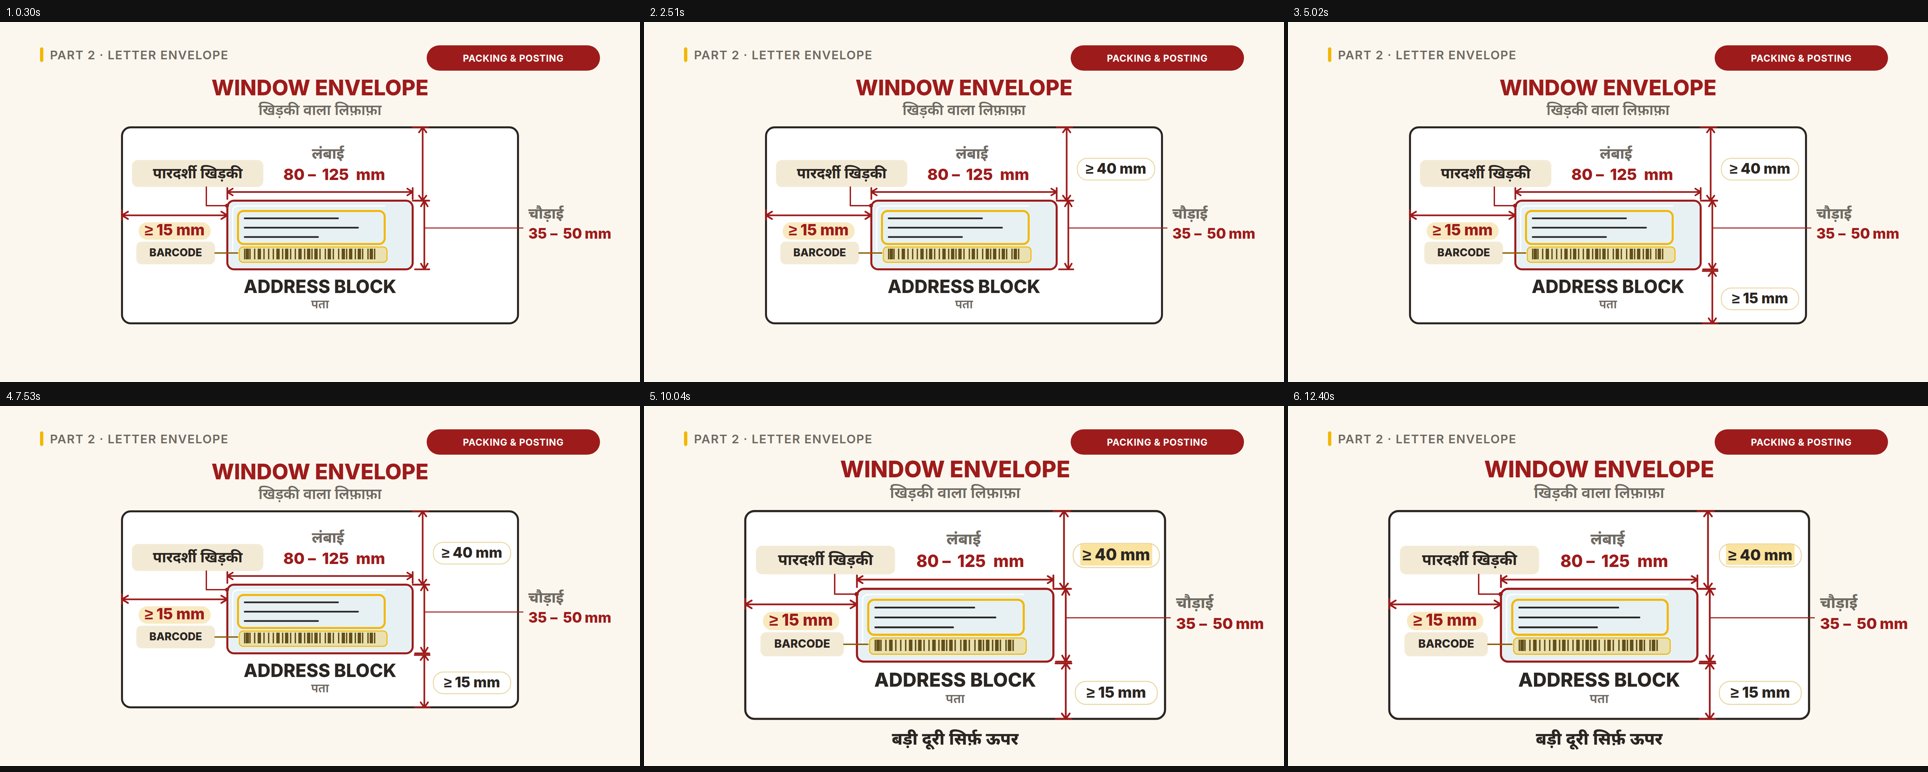 1. 0.30s
PART 2 · LETTER ENVELOPE
PACKING & POSTING
WINDOW ENVELOPE
खिड़की वाला लिफ़ाफ़ा
लंबाई
पारदर्शी खिड़की
80 – 125 mm
चौड़ाई
≥ 15 mm
35 – 50 mm
BARCODE
ADDRESS BLOCK
पता
2. 2.51s
PART 2 · LETTER ENVELOPE
PACKING & POSTING
WINDOW ENVELOPE
खिड़की वाला लिफ़ाफ़ा
लंबाई
≥ 40 mm
पारदर्शी खिड़की
80 – 125 mm
चौड़ाई
≥ 15 mm
35 – 50 mm
BARCODE
ADDRESS BLOCK
पता
3. 5.02s
PART 2 · LETTER ENVELOPE
PACKING & POSTING
WINDOW ENVELOPE
खिड़की वाला लिफ़ाफ़ा
लंबाई
≥ 40 mm
पारदर्शी खिड़की
80 – 125 mm
चौड़ाई
≥ 15 mm
35 – 50 mm
BARCODE
ADDRESS BLOCK
≥ 15 mm
पता
4. 7.53s
PART 2 · LETTER ENVELOPE
PACKING & POSTING
WINDOW ENVELOPE
खिड़की वाला लिफ़ाफ़ा
लंबाई
≥ 40 mm
पारदर्शी खिड़की
80 – 125 mm
चौड़ाई
≥ 15 mm
35 – 50 mm
BARCODE
ADDRESS BLOCK
≥ 15 mm
पता
5. 10.04s
PART 2 · LETTER ENVELOPE
PACKING & POSTING
WINDOW ENVELOPE
खिड़की वाला लिफ़ाफ़ा
लंबाई
≥ 40 mm
पारदर्शी खिड़की
80 – 125 mm
चौड़ाई
≥ 15 mm
35 – 50 mm
BARCODE
ADDRESS BLOCK
≥ 15 mm
पता
बड़ी दूरी सिर्फ़ ऊपर
6. 12.40s
PART 2 · LETTER ENVELOPE
PACKING & POSTING
WINDOW ENVELOPE
खिड़की वाला लिफ़ाफ़ा
लंबाई
≥ 40 mm
पारदर्शी खिड़की
80 – 125 mm
चौड़ाई
≥ 15 mm
35 – 50 mm
BARCODE
ADDRESS BLOCK
≥ 15 mm
पता
बड़ी दूरी सिर्फ़ ऊपर